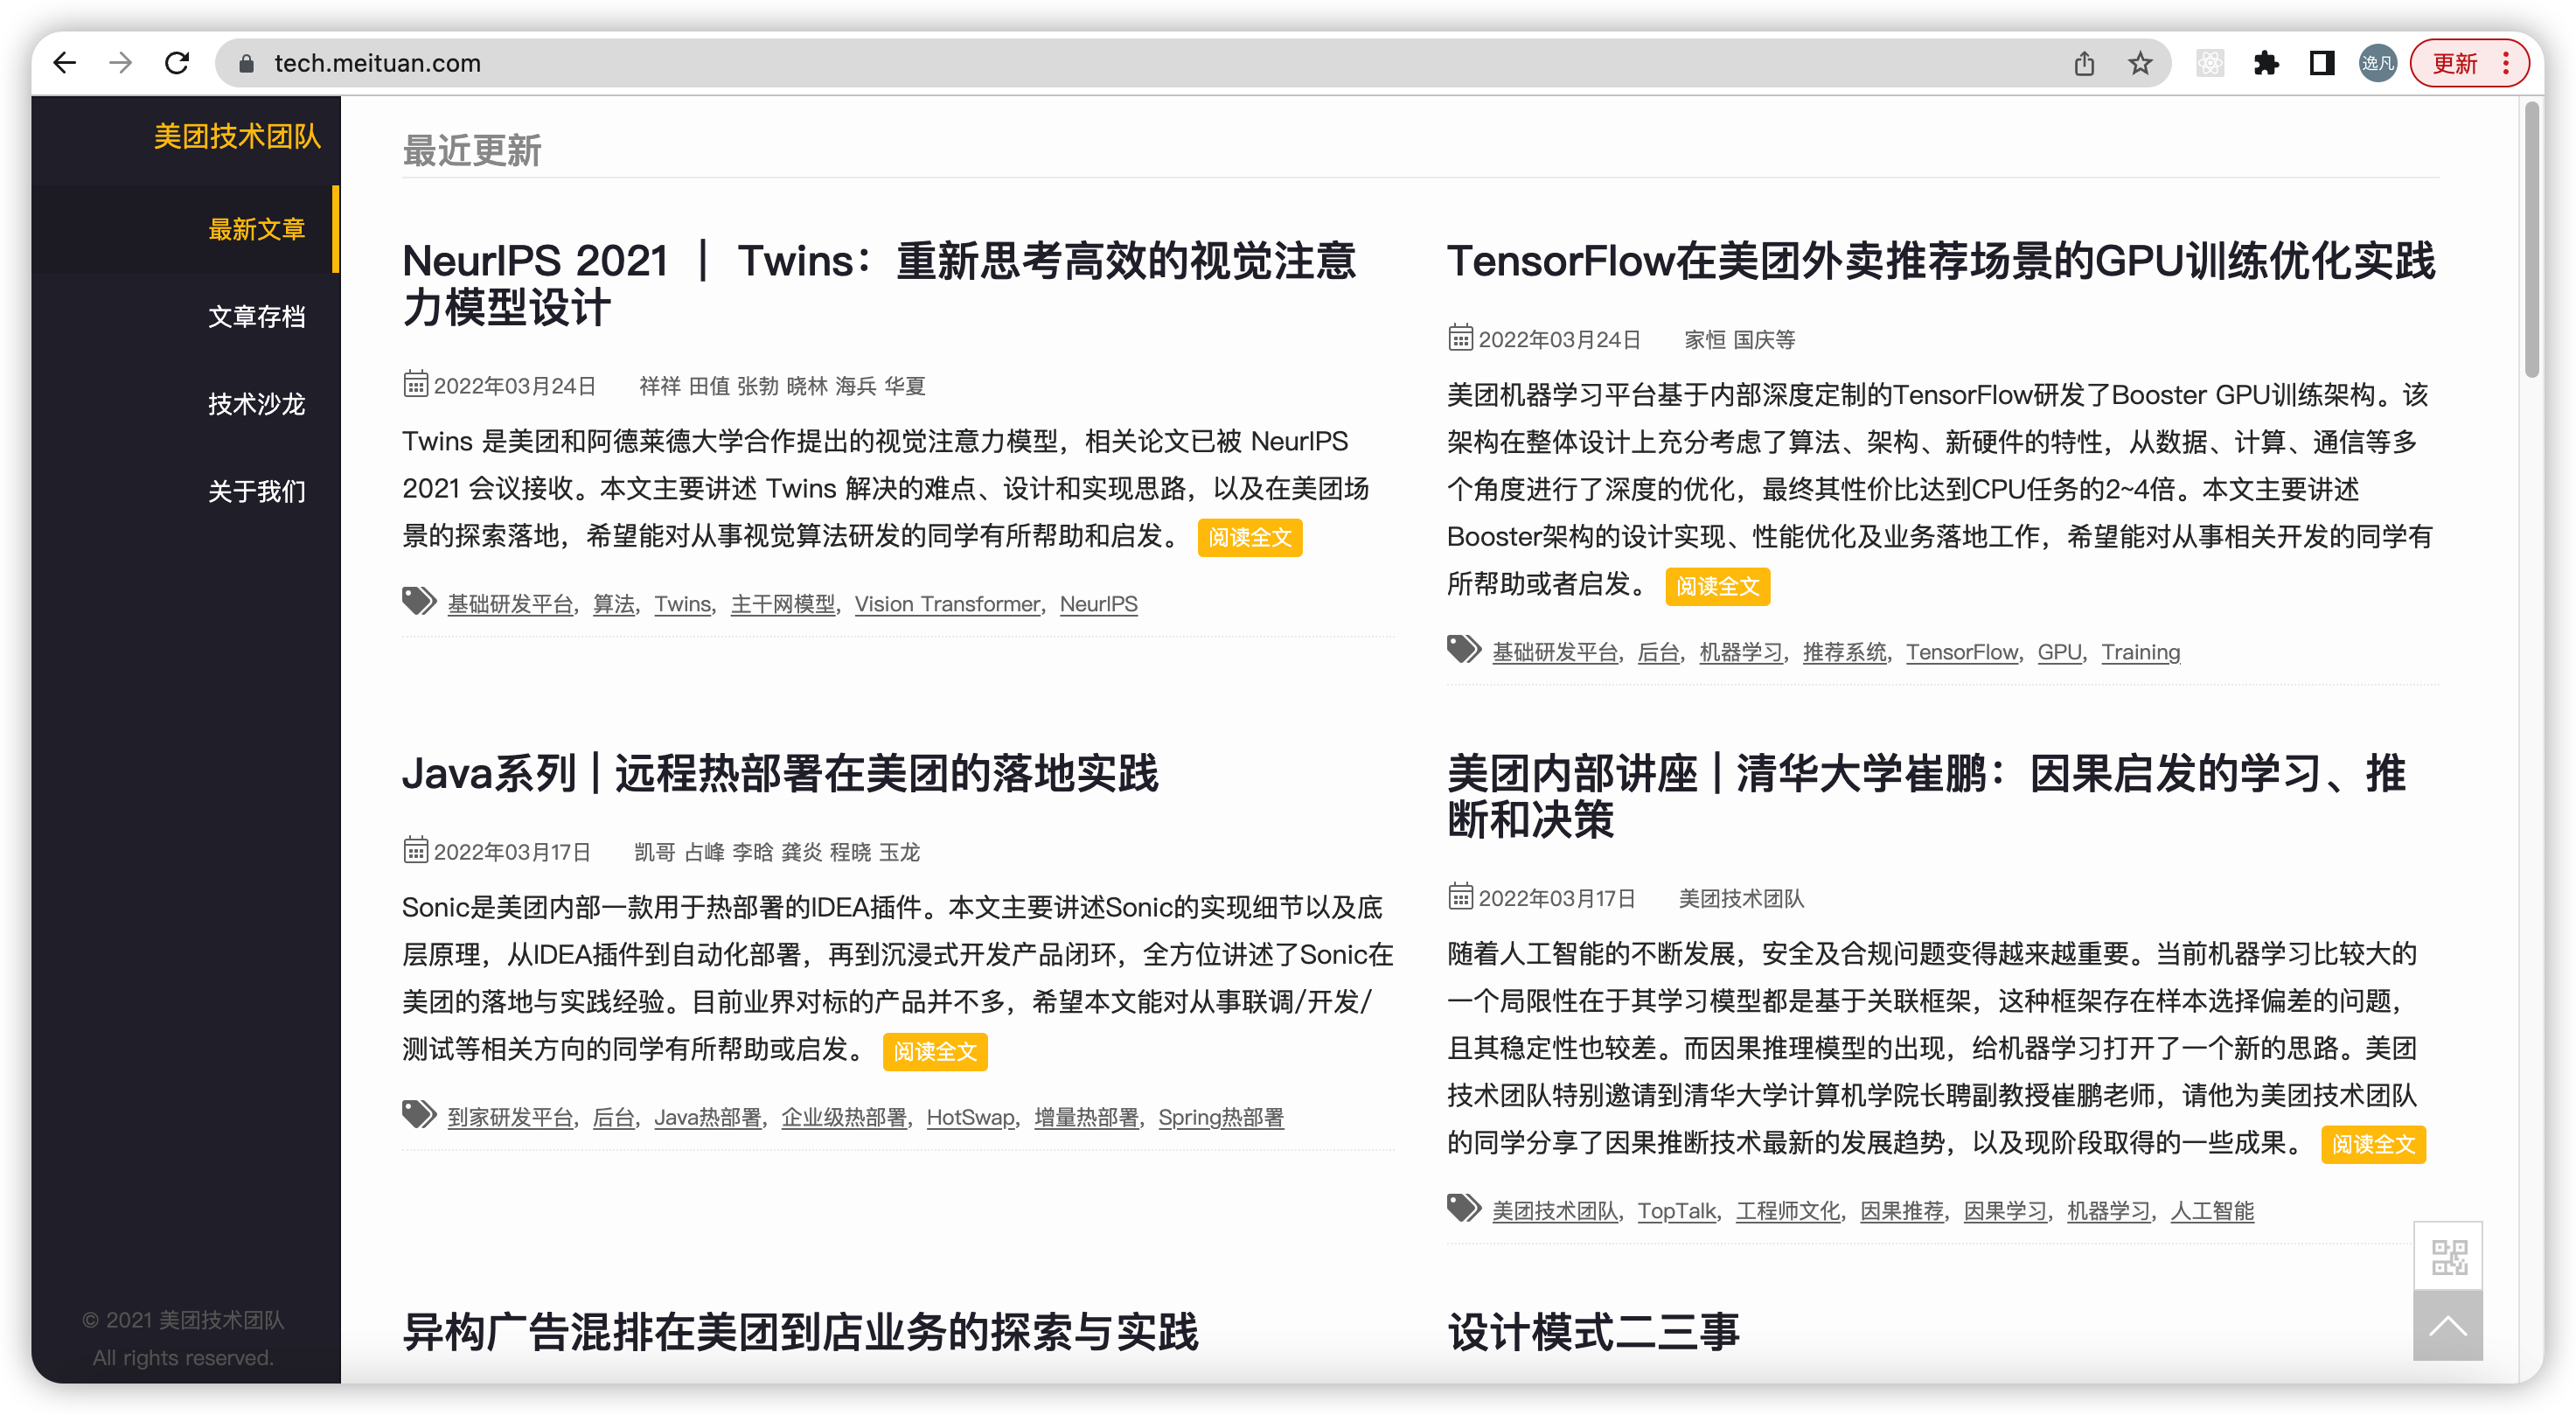 tech.meituan.com
逸凡
更新
美团技术团队
最新文章
文章存档
技术沙龙
关于我们
© 2021 美团技术团队
All rights reserved.
最近更新
NeurIPS 2021 ｜ Twins：重新思考高效的视觉注意
力模型设计
2022年03月24日 祥祥 田值 张勃 晓林 海兵 华夏
Twins 是美团和阿德莱德大学合作提出的视觉注意力模型，相关论文已被 NeurIPS
2021 会议接收。本文主要讲述 Twins 解决的难点、设计和实现思路，以及在美团场
景的探索落地，希望能对从事视觉算法研发的同学有所帮助和启发。 阅读全文
基础研发平台, 算法, Twins, 主干网模型, Vision Transformer, NeurIPS
TensorFlow在美团外卖推荐场景的GPU训练优化实践
2022年03月24日 家恒 国庆等
美团机器学习平台基于内部深度定制的TensorFlow研发了Booster GPU训练架构。该
架构在整体设计上充分考虑了算法、架构、新硬件的特性，从数据、计算、通信等多
个角度进行了深度的优化，最终其性价比达到CPU任务的2~4倍。本文主要讲述
Booster架构的设计实现、性能优化及业务落地工作，希望能对从事相关开发的同学有
所帮助或者启发。 阅读全文
基础研发平台, 后台, 机器学习, 推荐系统, TensorFlow, GPU, Training
Java系列 | 远程热部署在美团的落地实践
2022年03月17日 凯哥 占峰 李晗 龚炎 程晓 玉龙
Sonic是美团内部一款用于热部署的IDEA插件。本文主要讲述Sonic的实现细节以及底
层原理，从IDEA插件到自动化部署，再到沉浸式开发产品闭环，全方位讲述了Sonic在
美团的落地与实践经验。目前业界对标的产品并不多，希望本文能对从事联调/开发/
测试等相关方向的同学有所帮助或启发。 阅读全文
到家研发平台, 后台, Java热部署, 企业级热部署, HotSwap, 增量热部署, Spring热部署
美团内部讲座 | 清华大学崔鹏：因果启发的学习、推
断和决策
2022年03月17日 美团技术团队
随着人工智能的不断发展，安全及合规问题变得越来越重要。当前机器学习比较大的
一个局限性在于其学习模型都是基于关联框架，这种框架存在样本选择偏差的问题，
且其稳定性也较差。而因果推理模型的出现，给机器学习打开了一个新的思路。美团
技术团队特别邀请到清华大学计算机学院长聘副教授崔鹏老师，请他为美团技术团队
的同学分享了因果推断技术最新的发展趋势，以及现阶段取得的一些成果。 阅读全文
美团技术团队, TopTalk, 工程师文化, 因果推荐, 因果学习, 机器学习, 人工智能
异构广告混排在美团到店业务的探索与实践
设计模式二三事